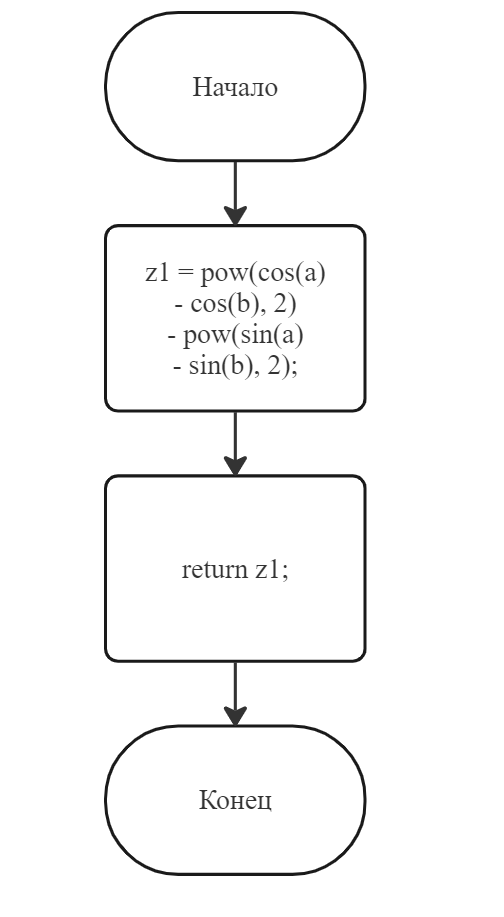 Начало
z1 = pow(cos(a)
- cos(b), 2)
- pow(sin(a)
- sin(b), 2);
return z1;
Конец